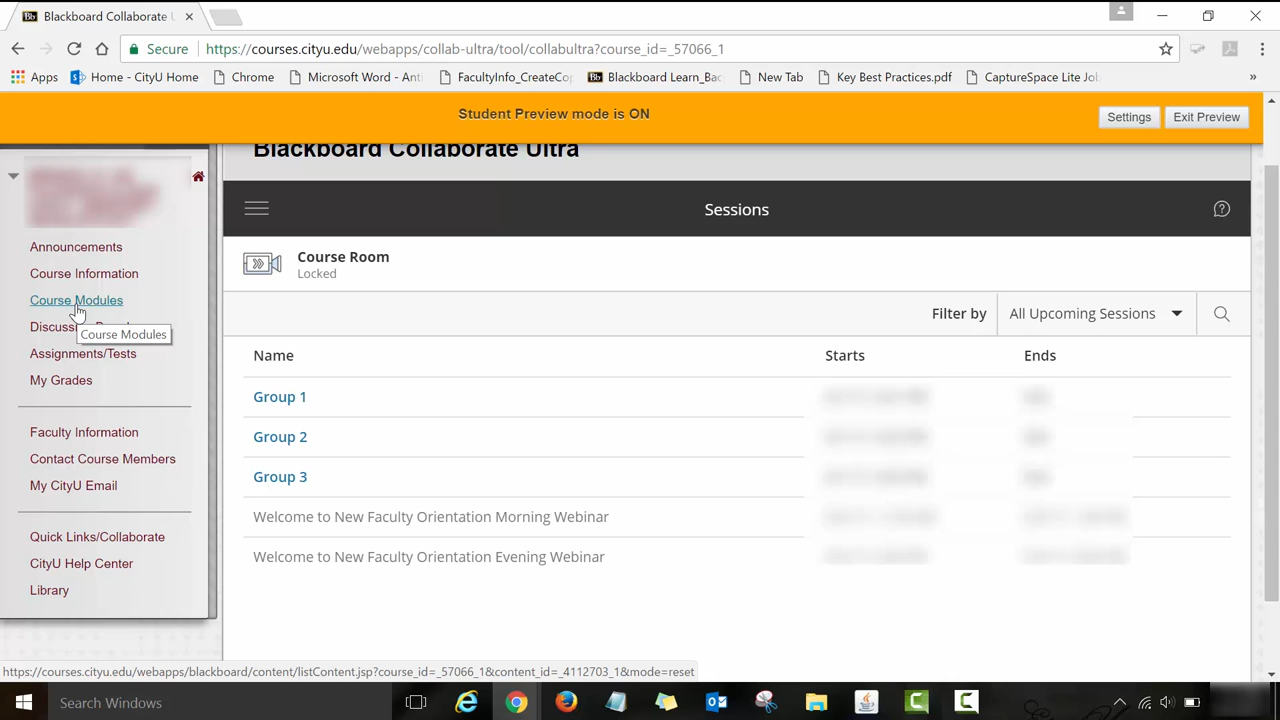 Blackboard Collaborate U
Secure https://courses.cityu.edu/webapps/collab-ultra/tool/collabultra?course_id=_57066_1
Apps Home - CityU Home Chrome Microsoft Word - Anti FacultyInfo_CreateCop Blackboard Learn_Bas New Tab Key Best Practices.pdf CaptureSpace Lite Jo »
Student Preview mode is ON Settings Exit Preview
Blackboard Collaborate Ultra
Sessions
Course Room
Locked
Announcements
Course Information
Course Modules
Course Modules
Assignments/Tests
My Grades
Faculty Information
Contact Course Members
My CityU Email
Quick Links/Collaborate
CityU Help Center
Library
Filter by All Upcoming Sessions
Name Starts Ends
Group 1
Group 2
Group 3
Welcome to New Faculty Orientation Morning Webinar
Welcome to New Faculty Orientation Evening Webinar
https://courses.cityu.edu/webapps/blackboard/content/listContent.jsp?course_id=_57066_1&content_id=_4112703_1&mode=reset
Search Windows